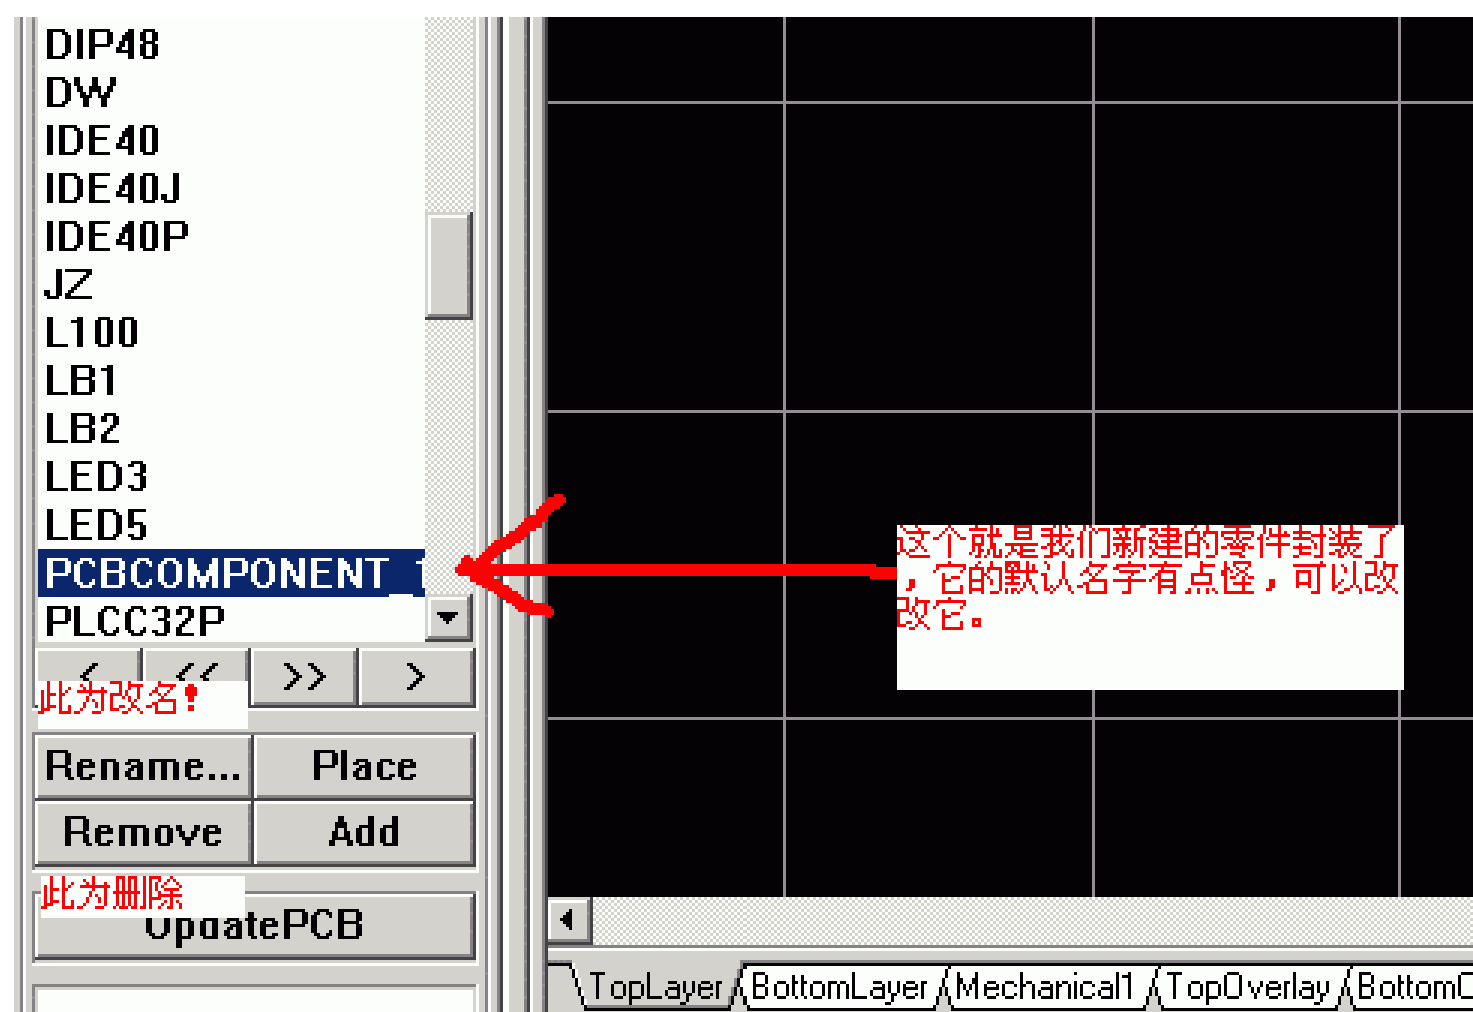 DIP48
DW
IDE40
IDE40J
IDE40P
JZ
L100
LB1
LB2
LED3
LED5
PCBCOMPONENT_1
PLCC32P
< << >> >
此为改名!
Rename... Place
Remove Add
此为删除
UpdatePCB
这个就是我们新建的零件封装了
，它的默认名字有点怪，可以改
改它。
TopLayer BottomLayer Mechanical1 TopOverlay